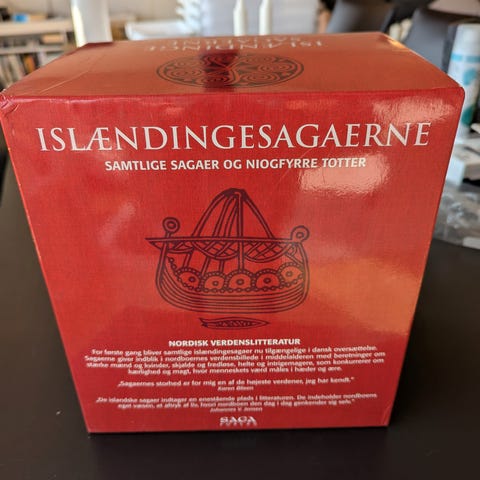 ISLÆNDINGE
SAGAERNE
ISLÆNDINGESAGAERNE
SAMTLIGE SAGAER OG NIOGFYRRE TOTTER
NORDISK VERDENSLITTERATUR
For første gang bliver samtlige islændingesagaer nu tilgængelige i dansk oversættelse.
Sagaerne giver indblik i nordboernes verdensbillede i middelalderen med beretninger om
stærke mænd og kvinder, skjalde og fredløse, helte og intrigemagere, som konkurrerer om
kærlighed og magt, hvor menneskets værd måles i hæder og ære.
„Sagaernes storhed er for mig en af de højeste verdener, jeg har kendt."
Karen Blixen
„De islandske sagaer indtager en enestående plads i litteraturen. De indeholder nordboens
eget væsen, et aftryk af liv, hvori nordboen den dag i dag genkender sig selv."
Johannes V. Jensen
SAGA